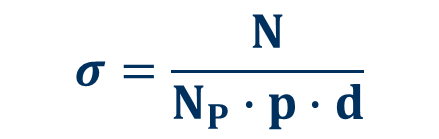 σ = N / (N_P · p · d)